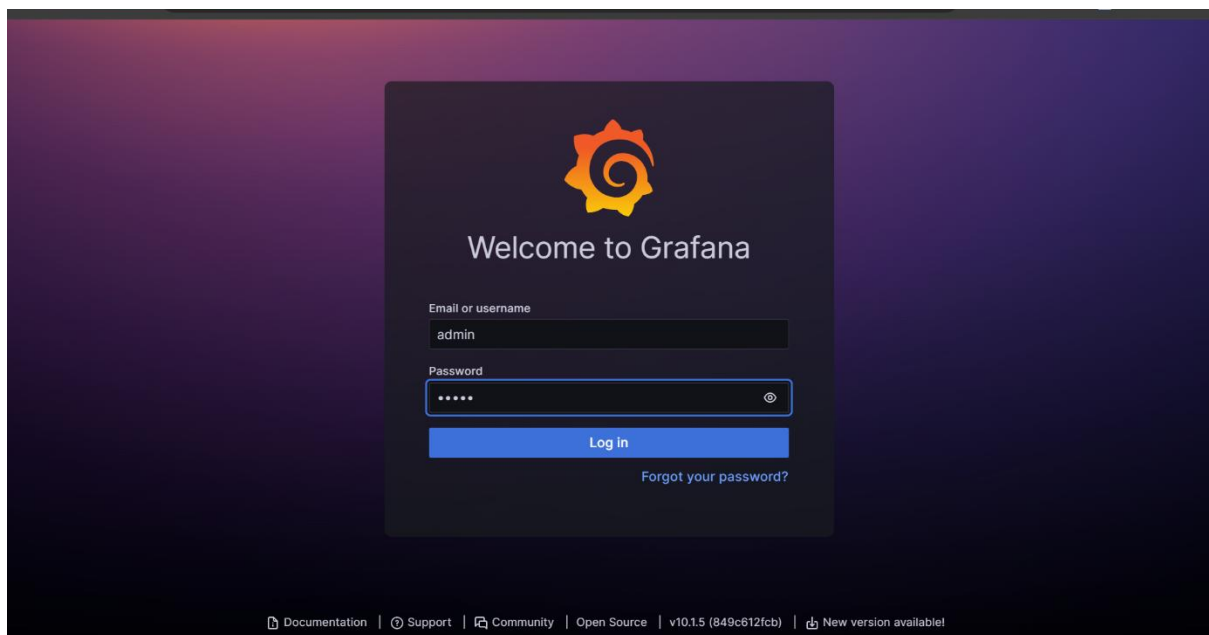 Welcome to Grafana
Email or username
admin
Password
•••••
Log in
Forgot your password?
Documentation | Support | Community | Open Source | v10.1.5 (849c612fcb) | New version available!